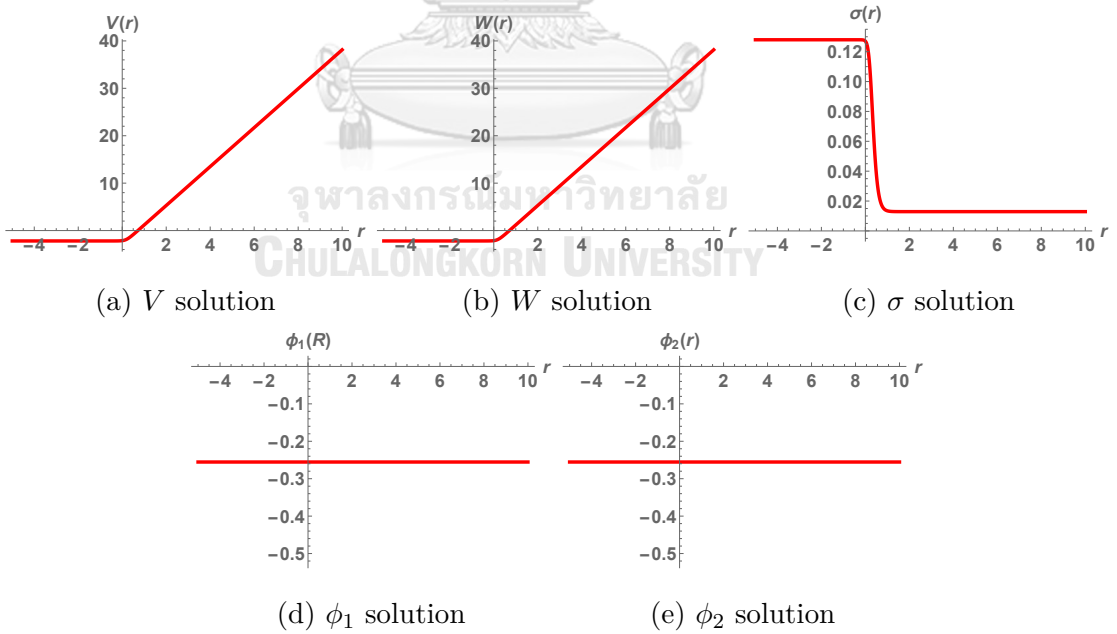 V(r)
40
30
20
10
−4 −2 2 4 6 8 10 r
W(r)
40
30
20
10
−4 −2 2 4 6 8 10 r
σ(r)
0.12
0.10
0.08
0.06
0.04
0.02
−4 −2 2 4 6 8 10 r
จุฬาลงกรณ์มหาวิทยาลัย
CHULALONGKORN UNIVERSITY
(a) V solution
(b) W solution
(c) σ solution
ϕ1(R)
−4 −2 2 4 6 8 10 r
−0.1
−0.2
−0.3
−0.4
−0.5
ϕ2(r)
−4 −2 2 4 6 8 10 r
−0.1
−0.2
−0.3
−0.4
−0.5
(d) ϕ1 solution
(e) ϕ2 solution